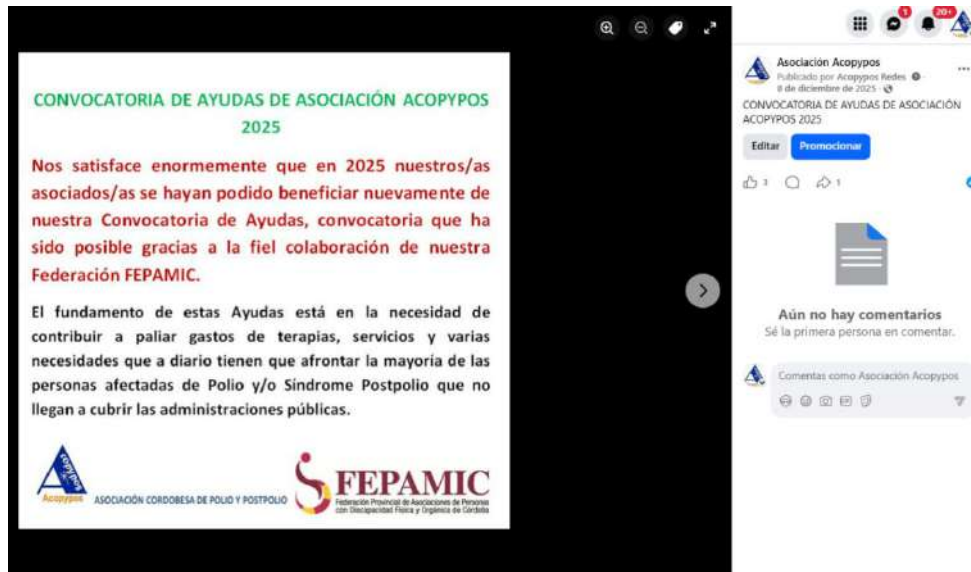 CONVOCATORIA DE AYUDAS DE ASOCIACIÓN ACOPYPOS
2025
Nos satisface enormemente que en 2025 nuestros/as
asociados/as se hayan podido beneficiar nuevamente de
nuestra Convocatoria de Ayudas, convocatoria que ha
sido posible gracias a la fiel colaboración de nuestra
Federación FEPAMIC.
El fundamento de estas Ayudas está en la necesidad de
contribuir a paliar gastos de terapias, servicios y varias
necesidades que a diario tienen que afrontar la mayoría de las
personas afectadas de Polio y/o Síndrome Postpolio que no
llegan a cubrir las administraciones públicas.
Acopypos
ASOCIACIÓN CORDOBESA DE POLIO Y POSTPOLIO
FEPAMIC
Federación Provincial de Asociaciones de Personas
con Discapacidad Física y Orgánica de Córdoba
1
20+
Asociación Acopypos
Publicado por Acopypos Redes
8 de diciembre de 2025
CONVOCATORIA DE AYUDAS DE ASOCIACIÓN
ACOPYPOS 2025
Editar
Promocionar
3
1
Aún no hay comentarios
Sé la primera persona en comentar.
Comentas como Asociación Acopypos
GIF